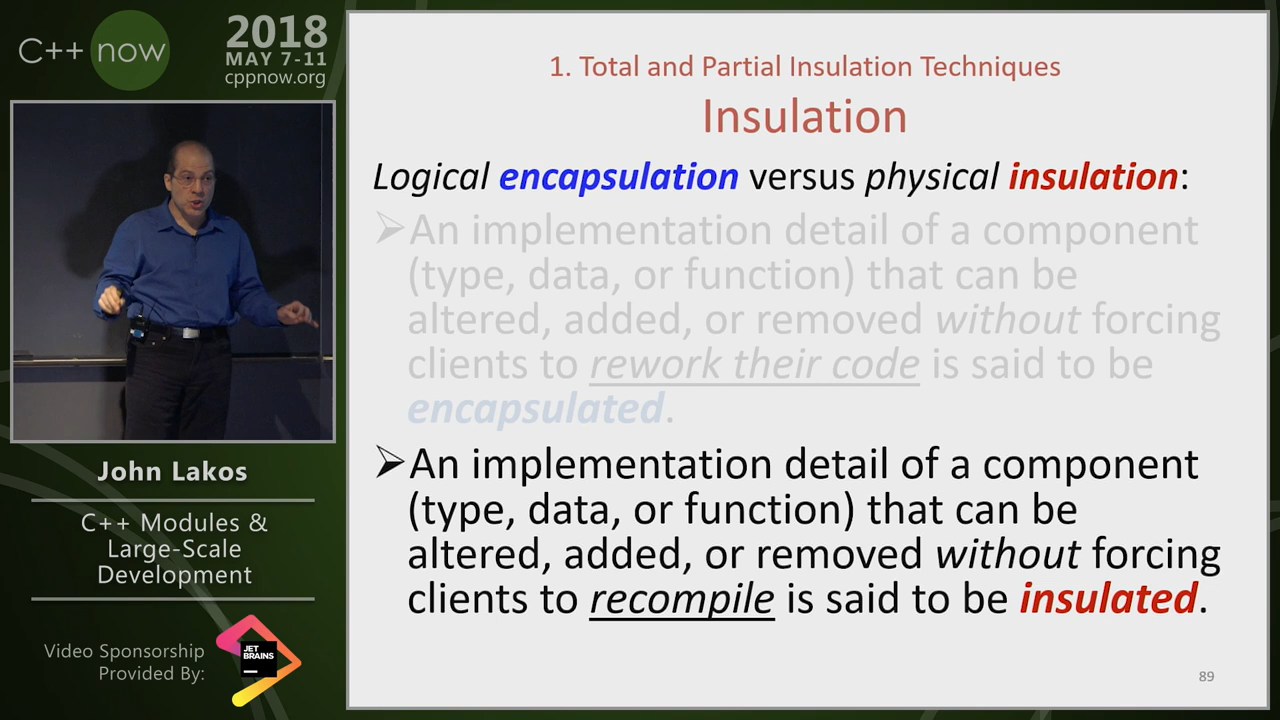 C++ now
2018
MAY 7-11
cppnow.org
John Lakos
C++ Modules &
Large-Scale
Development
Video Sponsorship
Provided By:
JET
BRAINS
1. Total and Partial Insulation Techniques
Insulation
Logical encapsulation versus physical insulation:
➢An implementation detail of a component
(type, data, or function) that can be
altered, added, or removed without forcing
clients to rework their code is said to be
encapsulated.
➢An implementation detail of a component
(type, data, or function) that can be
altered, added, or removed without forcing
clients to recompile is said to be insulated.
89